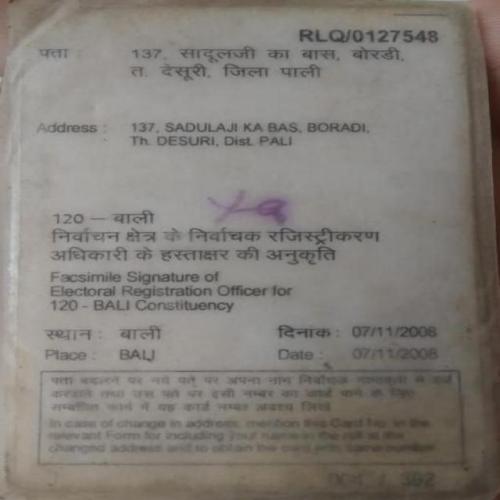 RLQ/0127548
पता : 137, सादूलजी का बास, बोरडी,
त. देसूरी, जिला पाली
Address : 137, SADULAJI KA BAS, BORADI,
Th. DESURI, Dist. PALI
120 – बाली
निर्वाचन क्षेत्र के निर्वाचक रजिस्ट्रीकरण
अधिकारी के हस्ताक्षर की अनुकृति
Facsimile Signature of
Electoral Registration Officer for
120 - BALI Constituency
स्थान : बाली दिनाक : 07/11/2008
Place : BALI Date : 07/11/2008
पता बदलने पर नये पते पर अपना नाम निर्वाचक नामावली में दर्ज
करवाने तथा उस पते पर इसी नम्बर का कार्ड पाने के लिए
सम्बंधित फार्म में यह कार्ड नम्बर अवश्य लिखें
In case of change in address, mention this Card No. in the
relevant Form for including your name in the roll at the
changed address and to obtain the card with same number